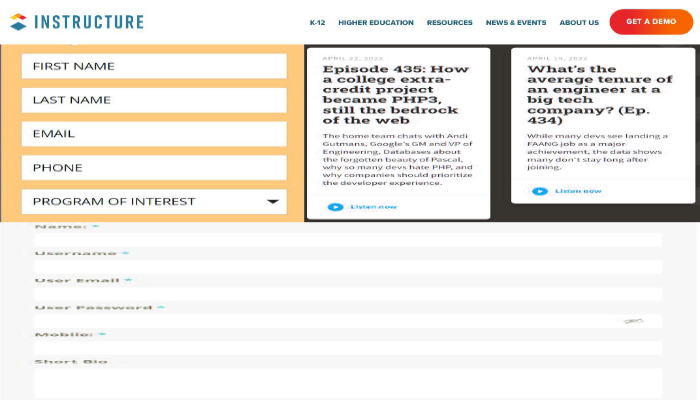 INSTRUCTURE
K-12 HIGHER EDUCATION RESOURCES NEWS & EVENTS ABOUT US GET A DEMO
FIRST NAME
LAST NAME
EMAIL
PHONE
PROGRAM OF INTEREST
APRIL 22, 2022
Episode 435: How
a college extra-
credit project
became PHP3,
still the bedrock
of the web
The home team chats with Andi
Gutmans, Google's GM and VP of
Engineering, Databases about
the forgotten beauty of Pascal,
why so many devs hate PHP, and
why companies should prioritize
the developer experience.
Listen now
APRIL 19, 2022
What's the
average tenure of
an engineer at a
big tech
company? (Ep.
434)
While many devs see landing a
FAANG job as a major
achievement, the data shows
many don't stay long after
joining.
Listen now
Name: *
Username *
User Email *
User Password *
Mobile: *
Short Bio